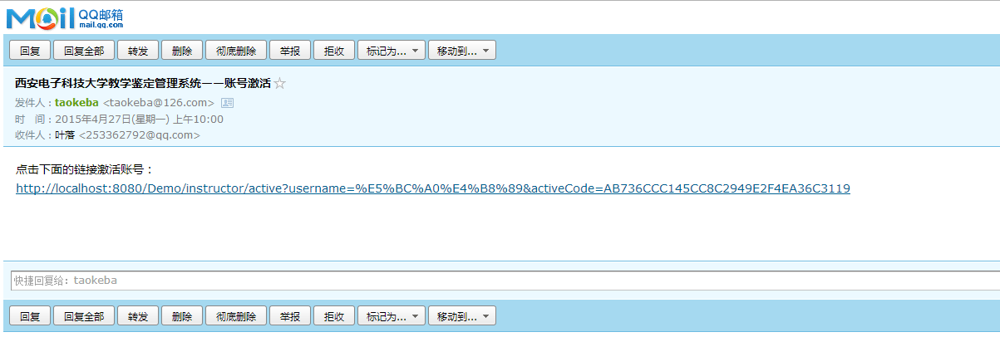 Mail QQ邮箱
mail.qq.com
回复 回复全部 转发 删除 彻底删除 举报 拒收 标记为... 移动到...
西安电子科技大学教学鉴定管理系统——账号激活 ☆
发件人：taokeba <taokeba@126.com>
时 间：2015年4月27日(星期一) 上午10:00
收件人：叶落 <253362792@qq.com>
点击下面的链接激活账号：
http://localhost:8080/Demo/instructor/active?username=%E5%BC%A0%E4%B8%89&activeCode=AB736CCC145CC8C2949E2F4EA36C3119
快捷回复给：taokeba
回复 回复全部 转发 删除 彻底删除 举报 拒收 标记为... 移动到...